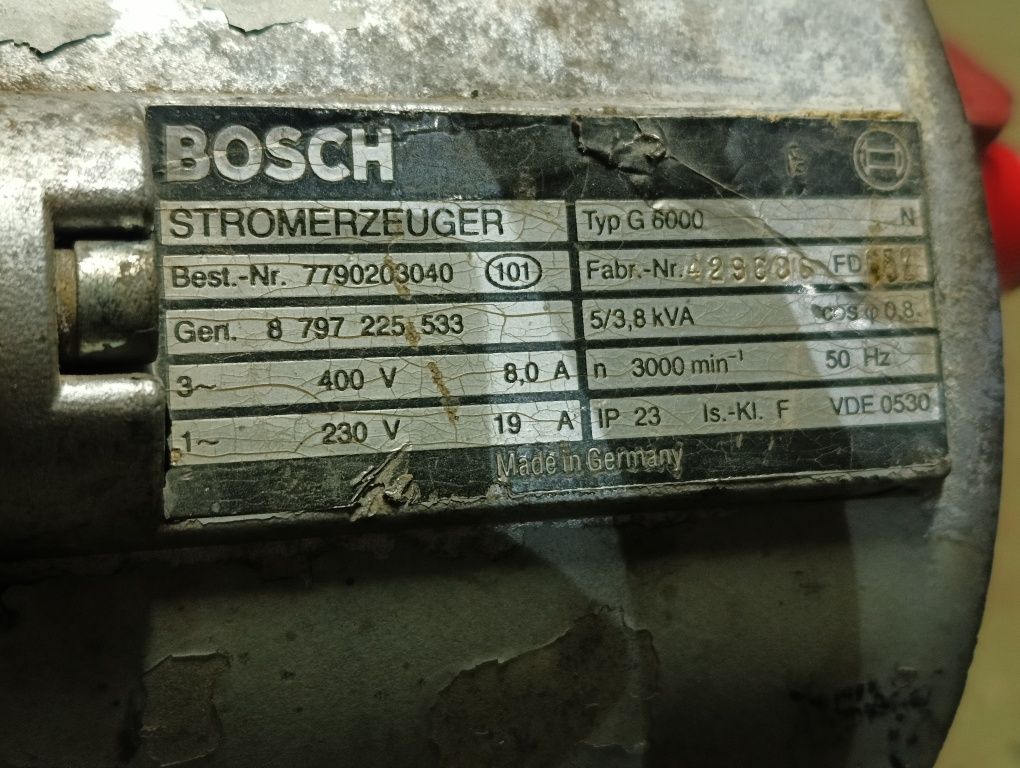 BOSCH
STROMERZEUGER
Typ G 6000 N
Best.-Nr. 7790203040 101
Fabr.-Nr. FD
Gen. 8 797 225 533
5/3,8 kVA cos φ 0,8
3~ 400 V 8,0 A
n 3000 min⁻¹ 50 Hz
1~ 230 V 19 A
IP 23 Is.-Kl. F VDE 0530
Made in Germany